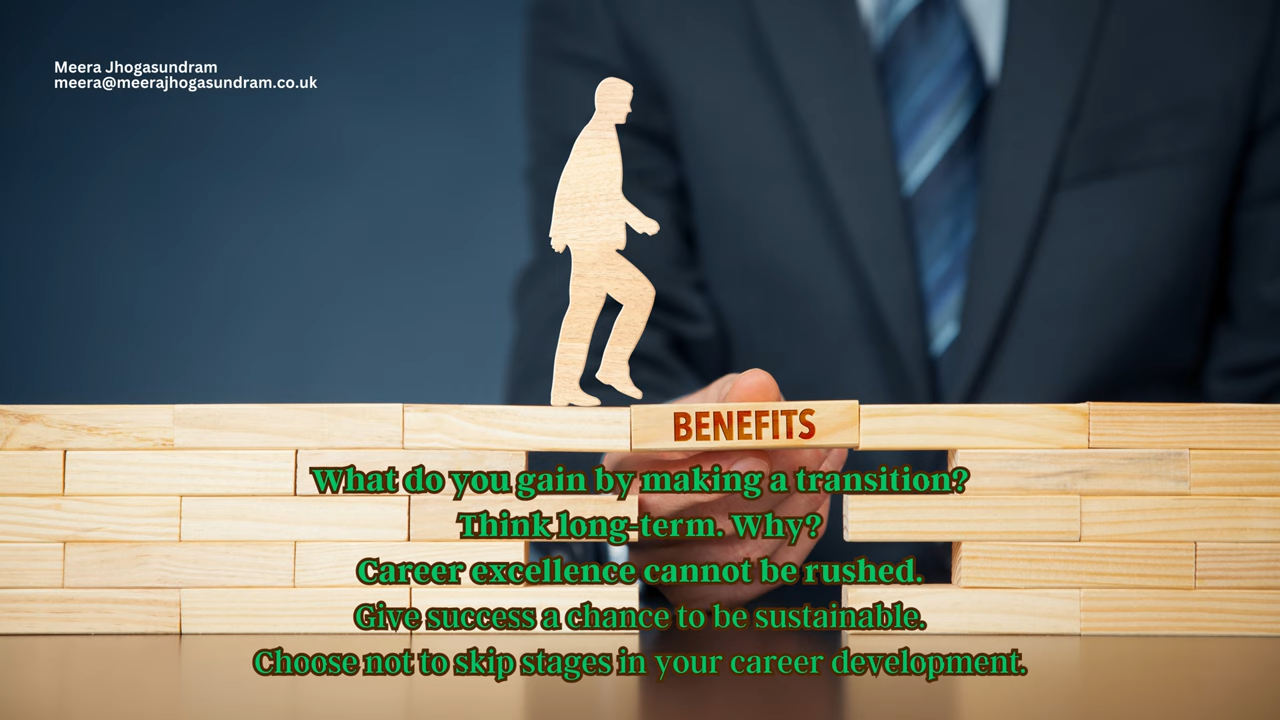 Meera Jhogasundram
meera@meerajhogasundram.co.uk
BENEFITS
What do you gain by making a transition?
Think long-term. Why?
Career excellence cannot be rushed.
Give success a chance to be sustainable.
Choose not to skip stages in your career development.